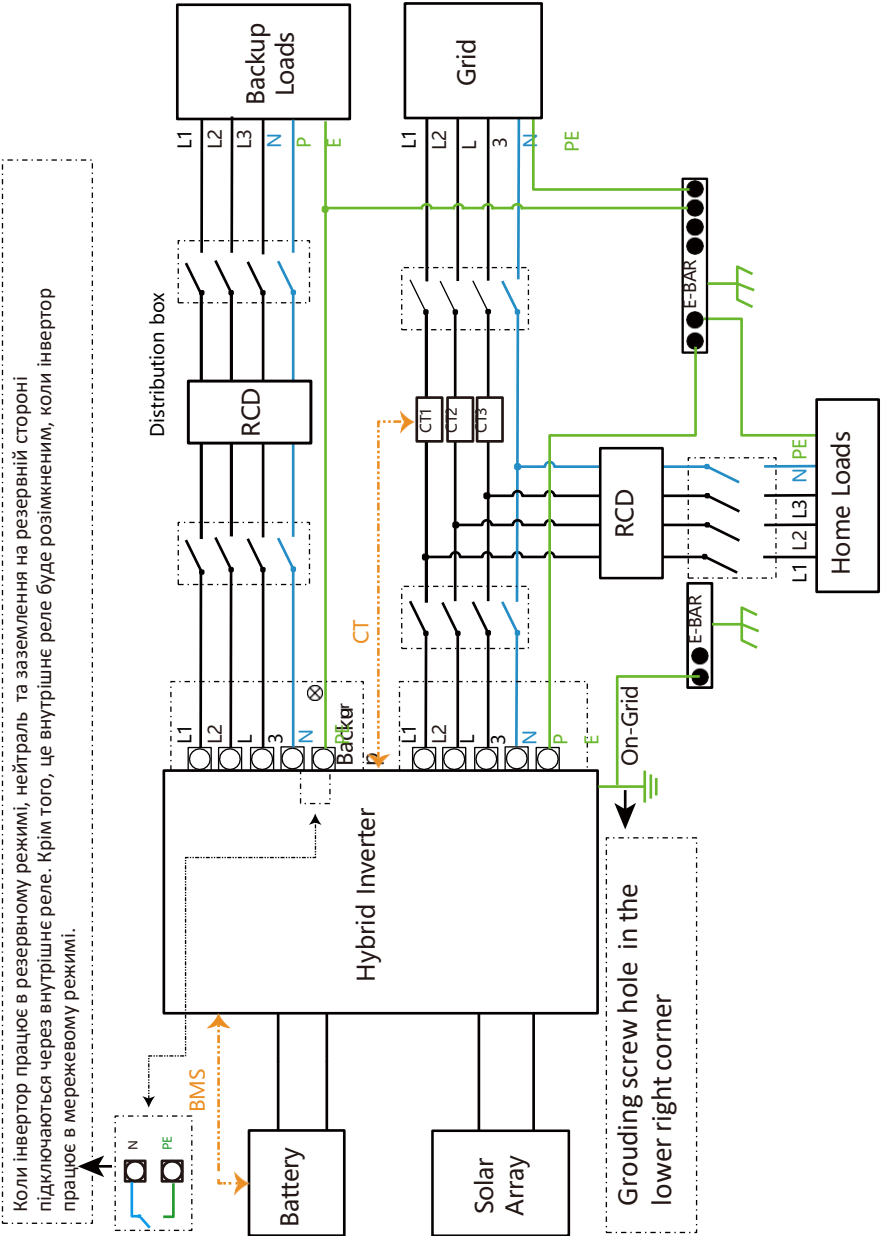 Коли інвертор працює в резервному режимі, нейтраль та заземлення на резервній стороні
підключаються через внутрішнє реле. Крім того, це внутрішнє реле буде розімкненим, коли інвертор
працює в мережевому режимі.
N
PE
BMS
Distribution box
L1
L2
L
3
N
PE
RCD
L1
L2
L3
N
P
E
Backup
Loads
Battery
Hybrid Inverter
CT
L1
L2
L
3
N
P
E
On-Grid
CT1
CT2
CT3
L1
L2
L
3
N
PE
Grid
Solar
Array
Grouding screw hole in the
lower right corner
E-BAR
RCD
E-BAR
L1
L2
L3
N
PE
Home Loads